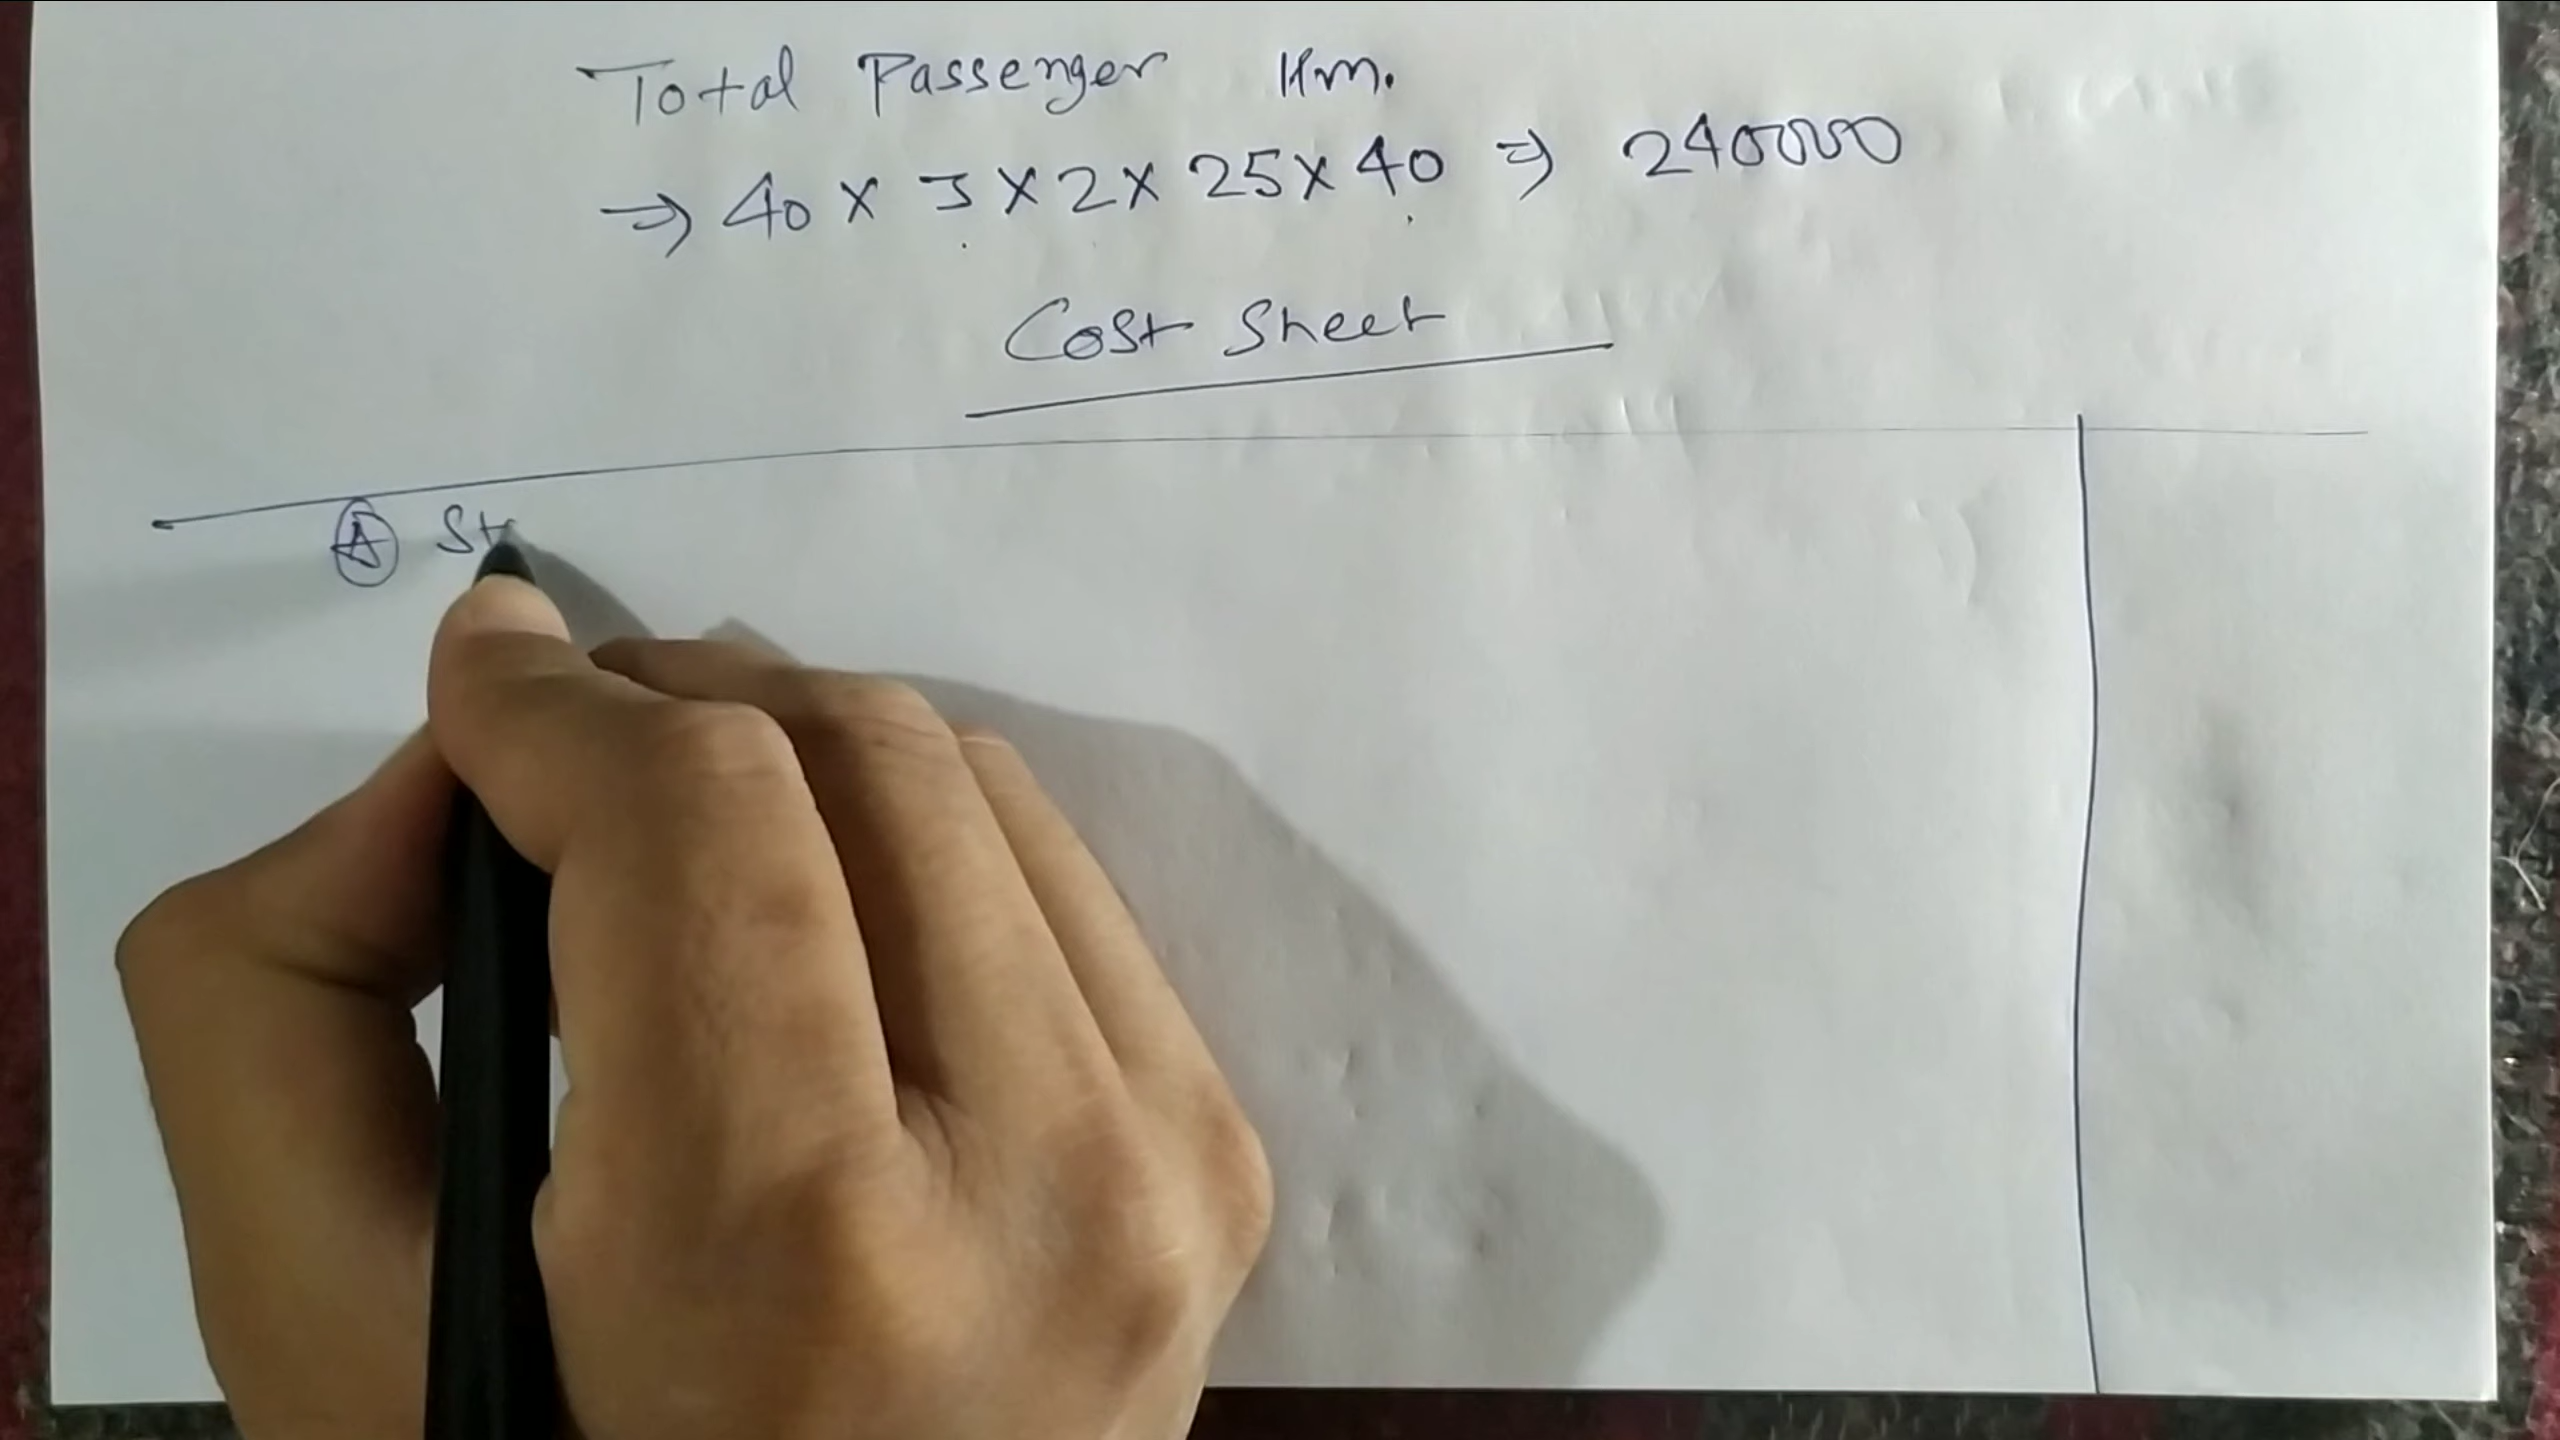 Total Passenger Km.
⇒ 40 × 3 × 2 × 25 × 40 ⇒ 240000
Cost Sheet
A St